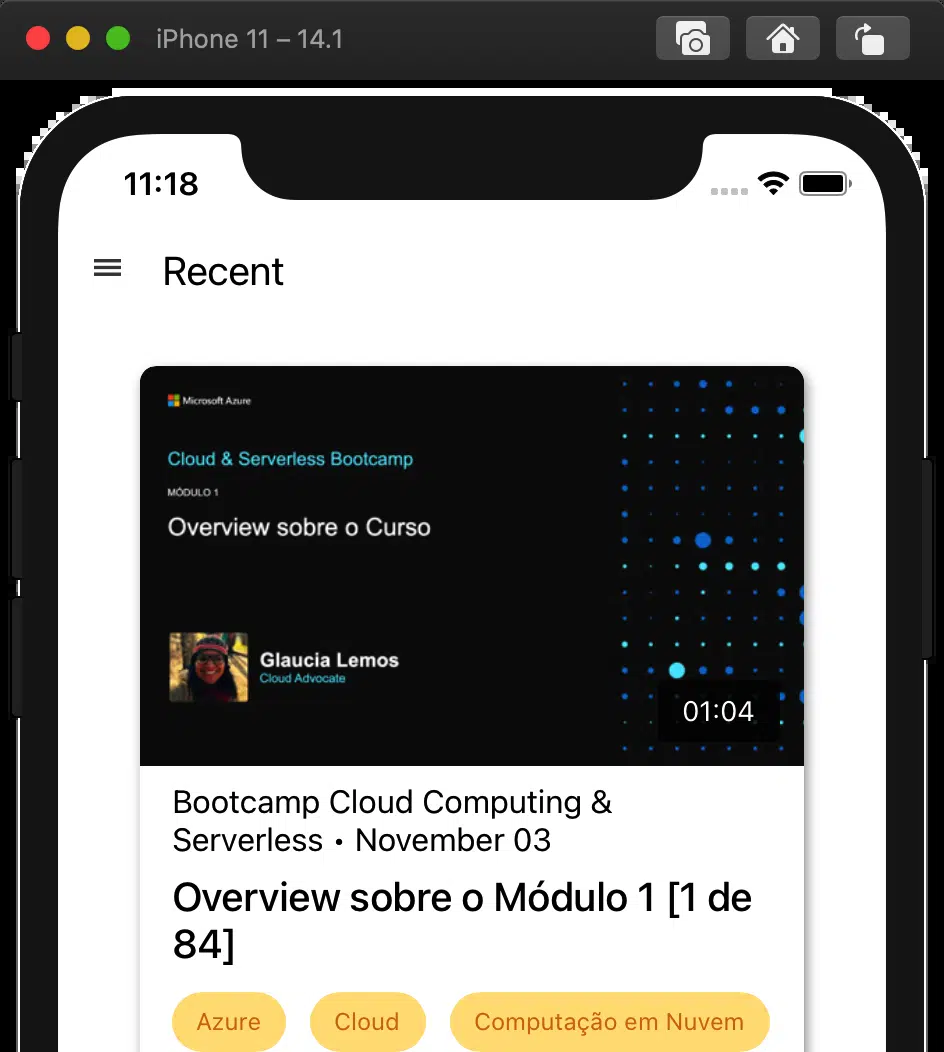 iPhone 11 – 14.1
11:18
Recent
Microsoft Azure
Cloud & Serverless Bootcamp
MÓDULO 1
Overview sobre o Curso
Glaucia Lemos
Cloud Advocate
01:04
Bootcamp Cloud Computing &
Serverless • November 03
Overview sobre o Módulo 1 [1 de
84]
Azure Cloud Computação em Nuvem